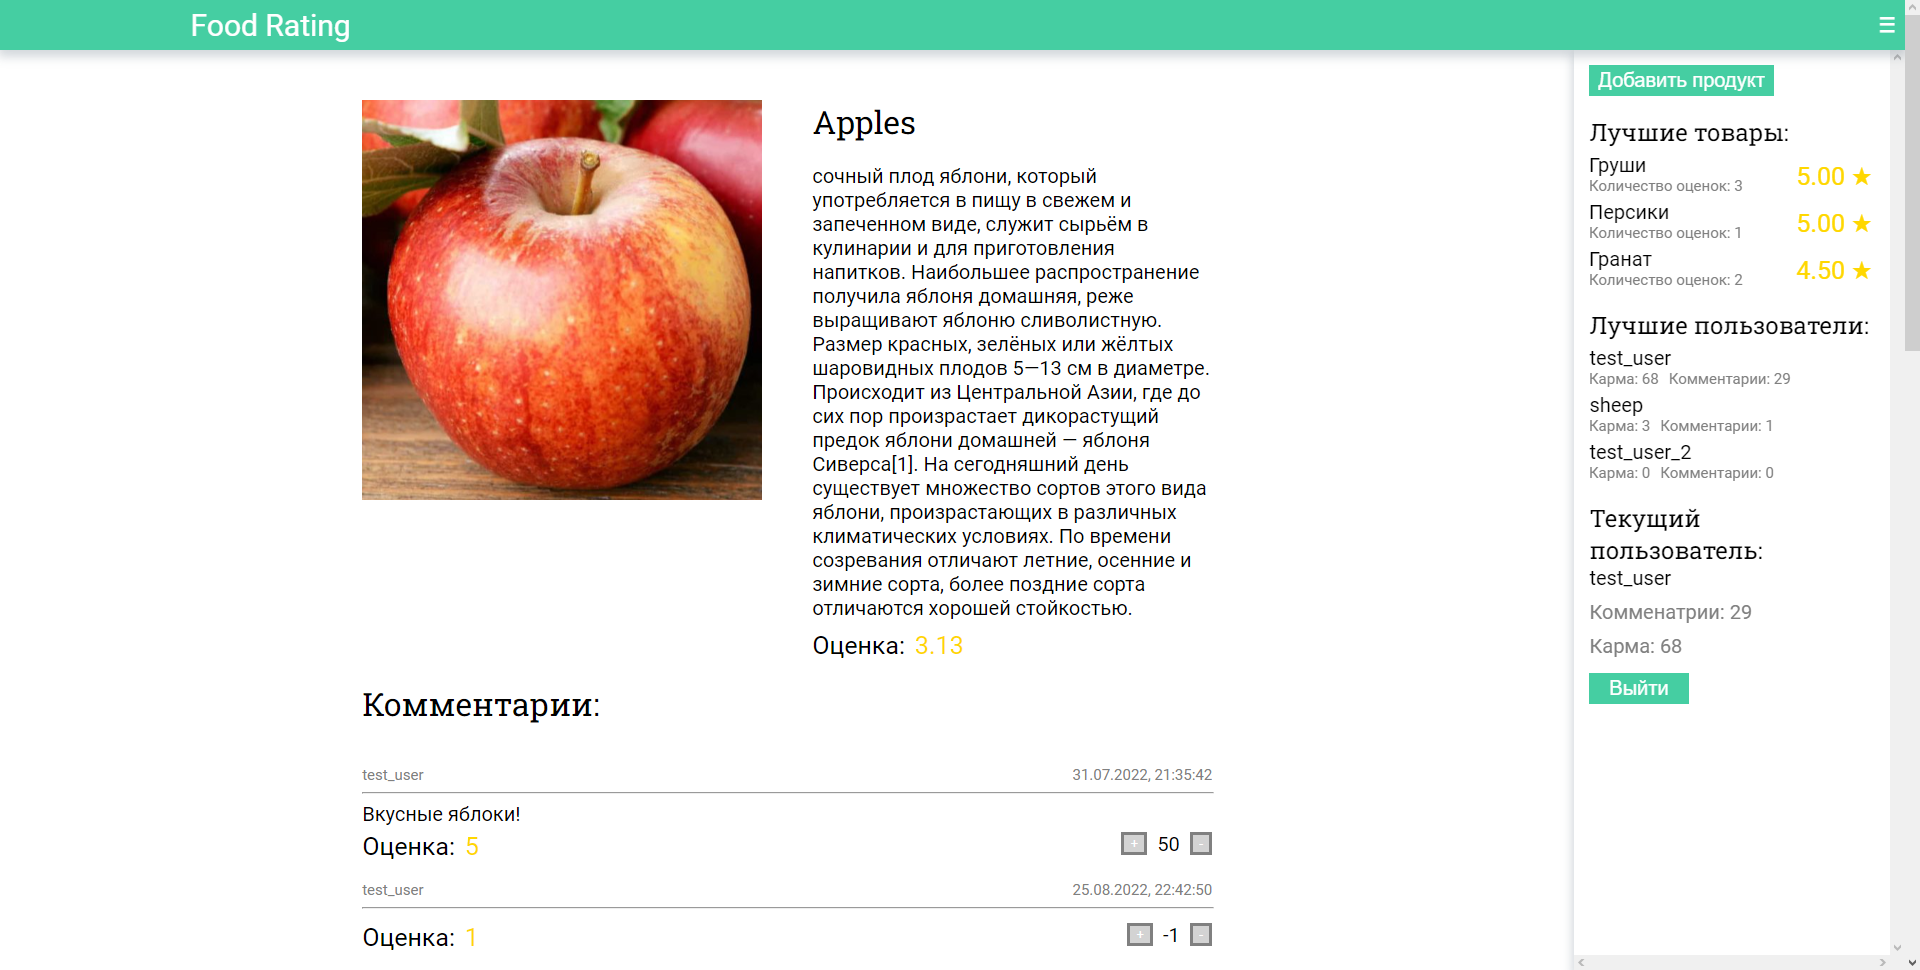 Food Rating
☰
Apples
сочный плод яблони, который
употребляется в пищу в свежем и
запеченном виде, служит сырьём в
кулинарии и для приготовления
напитков. Наибольшее распространение
получила яблоня домашняя, реже
выращивают яблоню сливолистную.
Размер красных, зелёных или жёлтых
шаровидных плодов 5—13 см в диаметре.
Происходит из Центральной Азии, где до
сих пор произрастает дикорастущий
предок яблони домашней — яблоня
Сиверса[1]. На сегодняшний день
существует множество сортов этого вида
яблони, произрастающих в различных
климатических условиях. По времени
созревания отличают летние, осенние и
зимние сорта, более поздние сорта
отличаются хорошей стойкостью.
Оценка: 3.13
Комментарии:
test_user 31.07.2022, 21:35:42
Вкусные яблоки!
Оценка: 5 + 50 -
test_user 25.08.2022, 22:42:50
Оценка: 1 + -1 -
Добавить продукт
Лучшие товары:
Груши
Количество оценок: 3 5.00 ★
Персики
Количество оценок: 1 5.00 ★
Гранат
Количество оценок: 2 4.50 ★
Лучшие пользователи:
test_user
Карма: 68 Комментарии: 29
sheep
Карма: 3 Комментарии: 1
test_user_2
Карма: 0 Комментарии: 0
Текущий
пользователь:
test_user
Комменатрии: 29
Карма: 68
Выйти